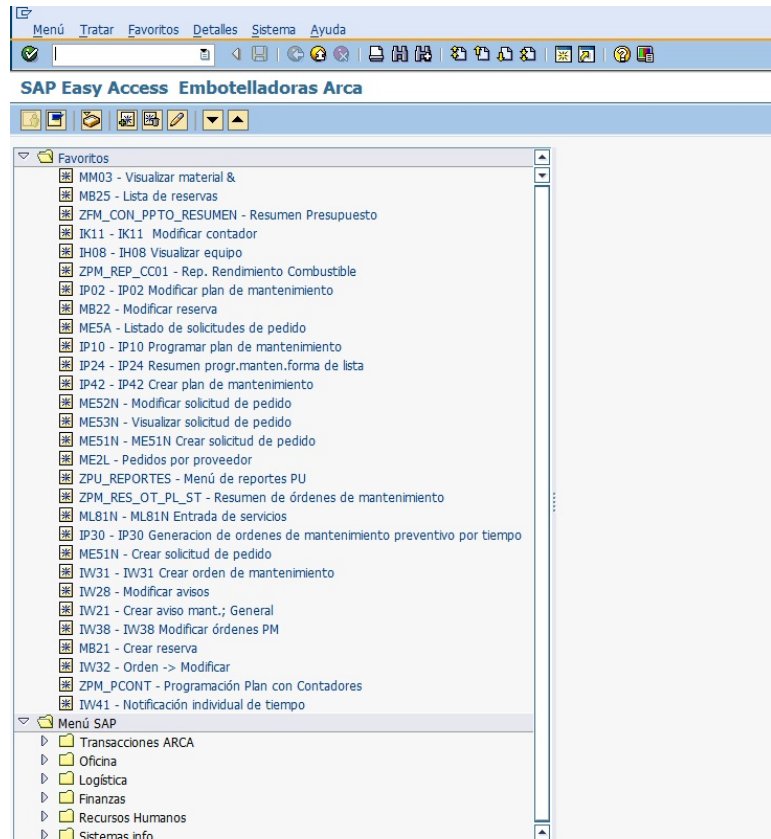 Menú Tratar Favoritos Detalles Sistema Ayuda
SAP Easy Access Embotelladoras Arca
Favoritos
MM03 - Visualizar material &
MB25 - Lista de reservas
ZFM_CON_PPTO_RESUMEN - Resumen Presupuesto
IK11 - IK11 Modificar contador
IH08 - IH08 Visualizar equipo
ZPM_REP_CC01 - Rep. Rendimiento Combustible
IP02 - IP02 Modificar plan de mantenimiento
MB22 - Modificar reserva
ME5A - Listado de solicitudes de pedido
IP10 - IP10 Programar plan de mantenimiento
IP24 - IP24 Resumen progr.manten.forma de lista
IP42 - IP42 Crear plan de mantenimiento
ME52N - Modificar solicitud de pedido
ME53N - Visualizar solicitud de pedido
ME51N - ME51N Crear solicitud de pedido
ME2L - Pedidos por proveedor
ZPU_REPORTES - Menú de reportes PU
ZPM_RES_OT_PL_ST - Resumen de órdenes de mantenimiento
ML81N - ML81N Entrada de servicios
IP30 - IP30 Generacion de ordenes de mantenimiento preventivo por tiempo
ME51N - Crear solicitud de pedido
IW31 - IW31 Crear orden de mantenimiento
IW28 - Modificar avisos
IW21 - Crear aviso mant.; General
IW38 - IW38 Modificar órdenes PM
MB21 - Crear reserva
IW32 - Orden -> Modificar
ZPM_PCONT - Programación Plan con Contadores
IW41 - Notificación individual de tiempo
Menú SAP
Transacciones ARCA
Oficina
Logística
Finanzas
Recursos Humanos
Sistemas info